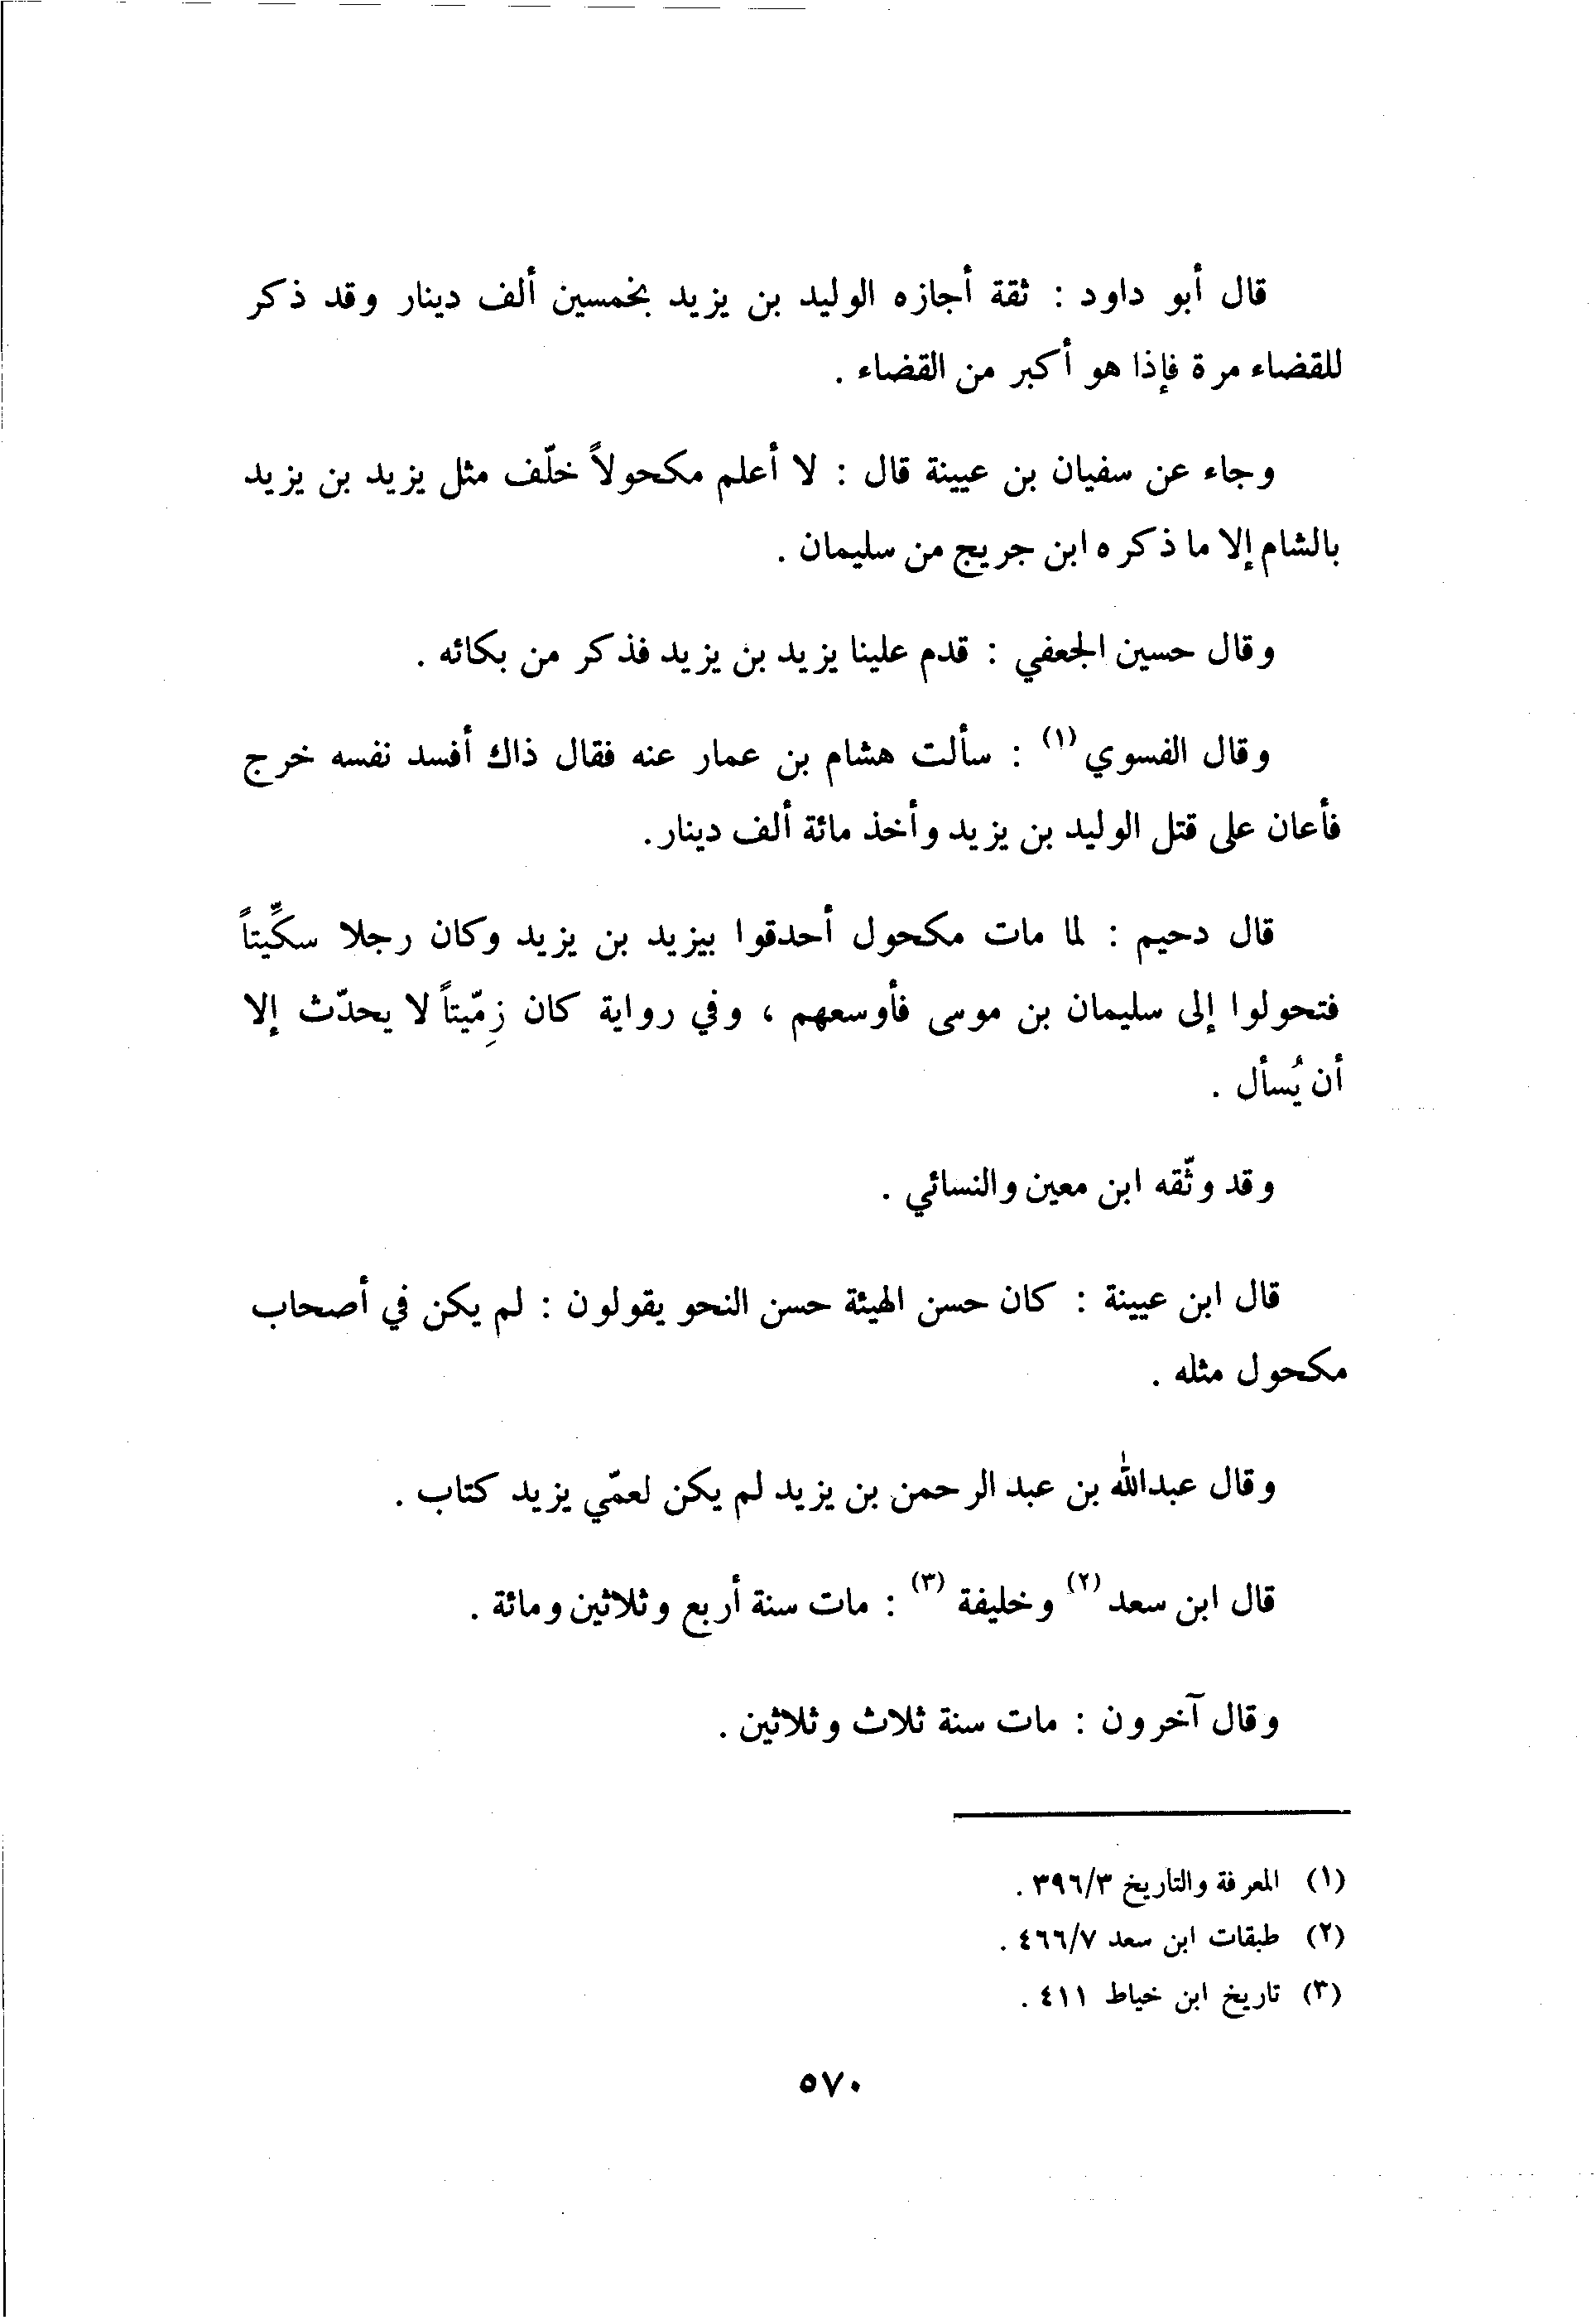 قال أبو داود : ثقة أجازه الوليد بن يزيد بخمسين ألف دينار وقد ذكر
للقضاء مرة فإذا هو أكبر من القضاء .
وجاء عن سفيان بن عيينة قال : لا أعلم مكحولاً خلّف مثل يزيد بن يزيد
بالشام إلا ما ذكره ابن جريج من سليمان .
وقال حسين الجعفي : قدم علينا يزيد بن يزيد فذكر من بكائه .
وقال الفسوي (١) : سألت هشام بن عمار عنه فقال ذاك أفسد نفسه خرج
فأعان على قتل الوليد بن يزيد وأخذ مائة ألف دينار.
قال دحيم : لما مات مكحول أحدقوا بيزيد بن يزيد وكان رجلا سكِّيتاً
فتحولوا إلى سليمان بن موسى فأوسعهم ، وفي رواية كان زِمّيتاً لا يحدّث إلا
أن يُسأل .
وقد وثّقه ابن معين والنسائي .
قال ابن عيينة : كان حسن الهيئة حسن النحو يقولون : لم يكن في أصحاب
مكحول مثله .
وقال عبدالله بن عبد الرحمن بن يزيد لم يكن لعمّي يزيد كتاب .
قال ابن سعد (٢) وخليفة (٣) : مات سنة أربع وثلاثين ومائة .
وقال آخرون : مات سنة ثلاث وثلاثين .
(١) المعرفة والتاريخ ٣٩٦/٣ .
(٢) طبقات ابن سعد ٤٦٦/٧ .
(٣) تاريخ ابن خياط ٤١١ .
٥٧٠